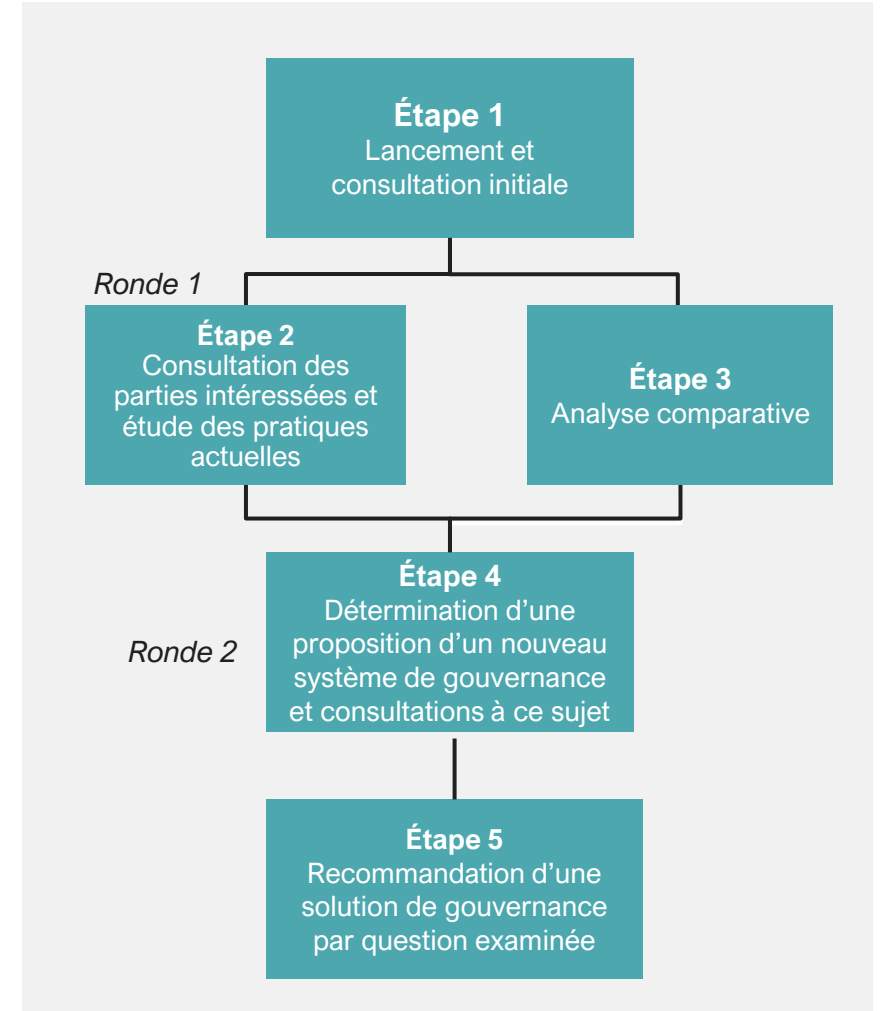 Étape 1
Lancement et
consultation initiale
Ronde 1
Étape 2
Consultation des
parties intéressées et
étude des pratiques
actuelles
Étape 3
Analyse comparative
Étape 4
Détermination d’une
proposition d’un nouveau
système de gouvernance
et consultations à ce sujet
Ronde 2
Étape 5
Recommandation d’une
solution de gouvernance
par question examinée